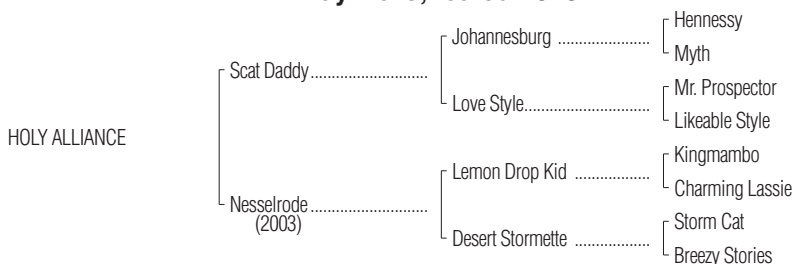 Hennessy
Johannesburg ..................
Myth
Scat Daddy.......................
Mr. Prospector
Love Style.........................
Likeable Style
HOLY ALLIANCE
Kingmambo
Lemon Drop Kid ...............
Charming Lassie
Nesselrode.......................
(2003)
Storm Cat
Desert Stormette ...............
Breezy Stories